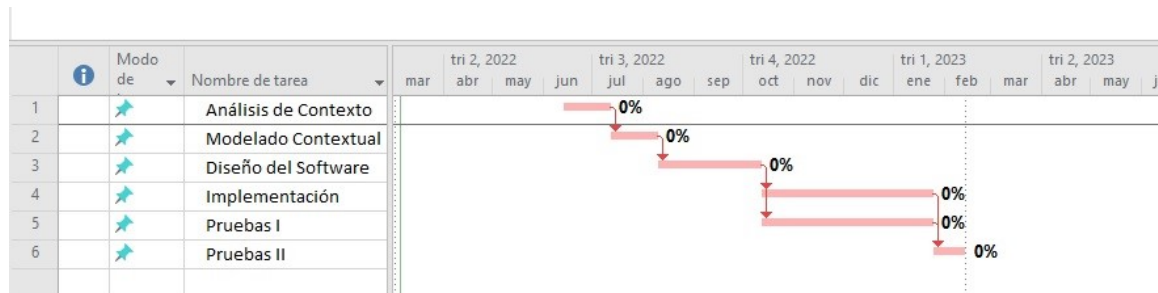 Modo de
Nombre de tarea
tri 2, 2022 tri 3, 2022 tri 4, 2022 tri 1, 2023 tri 2, 2023
mar abr may jun jul ago sep oct nov dic ene feb mar abr may
1 Análisis de Contexto 0%
2 Modelado Contextual 0%
3 Diseño del Software 0%
4 Implementación 0%
5 Pruebas I 0%
6 Pruebas II 0%